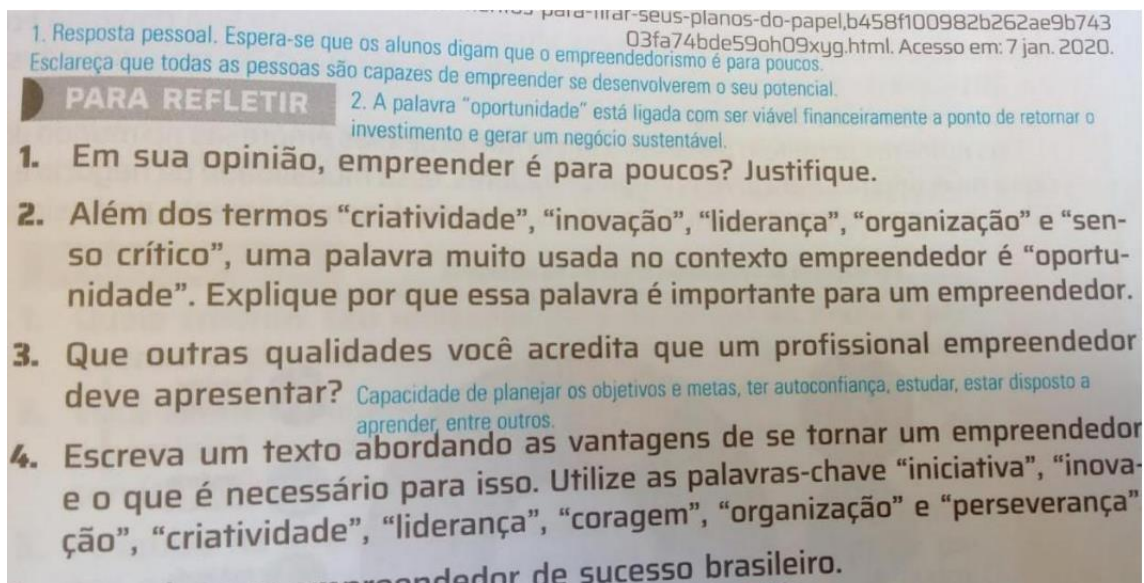 para-tirar-seus-planos-do-papel,b458f100982b262ae9b743
03fa74bde59oh09xyg.html. Acesso em: 7 jan. 2020.
1. Resposta pessoal. Espera-se que os alunos digam que o empreendedorismo é para poucos.
Esclareça que todas as pessoas são capazes de empreender se desenvolverem o seu potencial.
PARA REFLETIR
2. A palavra "oportunidade" está ligada com ser viável financeiramente a ponto de retornar o
investimento e gerar um negócio sustentável.
1. Em sua opinião, empreender é para poucos? Justifique.
2. Além dos termos “criatividade”, “inovação”, “liderança”, “organização” e “sen-
so crítico”, uma palavra muito usada no contexto empreendedor é “oportu-
nidade”. Explique por que essa palavra é importante para um empreendedor.
3. Que outras qualidades você acredita que um profissional empreendedor
deve apresentar?
Capacidade de planejar os objetivos e metas, ter autoconfiança, estudar, estar disposto a
aprender, entre outros.
4. Escreva um texto abordando as vantagens de se tornar um empreendedor
e o que é necessário para isso. Utilize as palavras-chave “iniciativa”, “inova-
ção”, “criatividade”, “liderança”, “coragem”, “organização” e “perseverança”
de sucesso brasileiro.